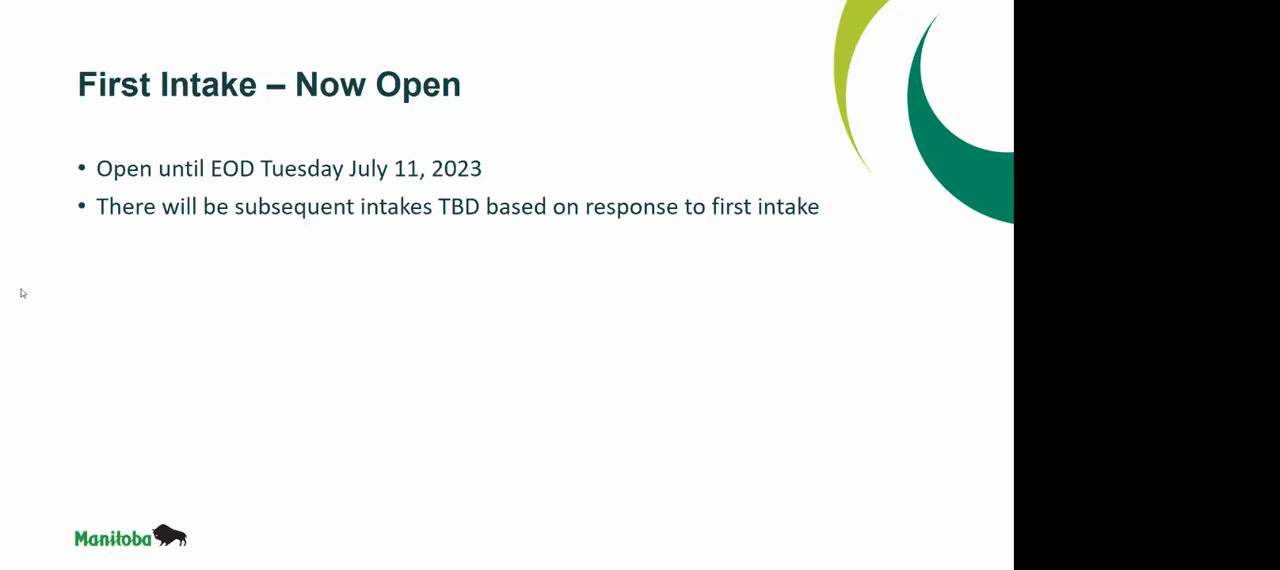 First Intake – Now Open
• Open until EOD Tuesday July 11, 2023
• There will be subsequent intakes TBD based on response to first intake
Manitoba